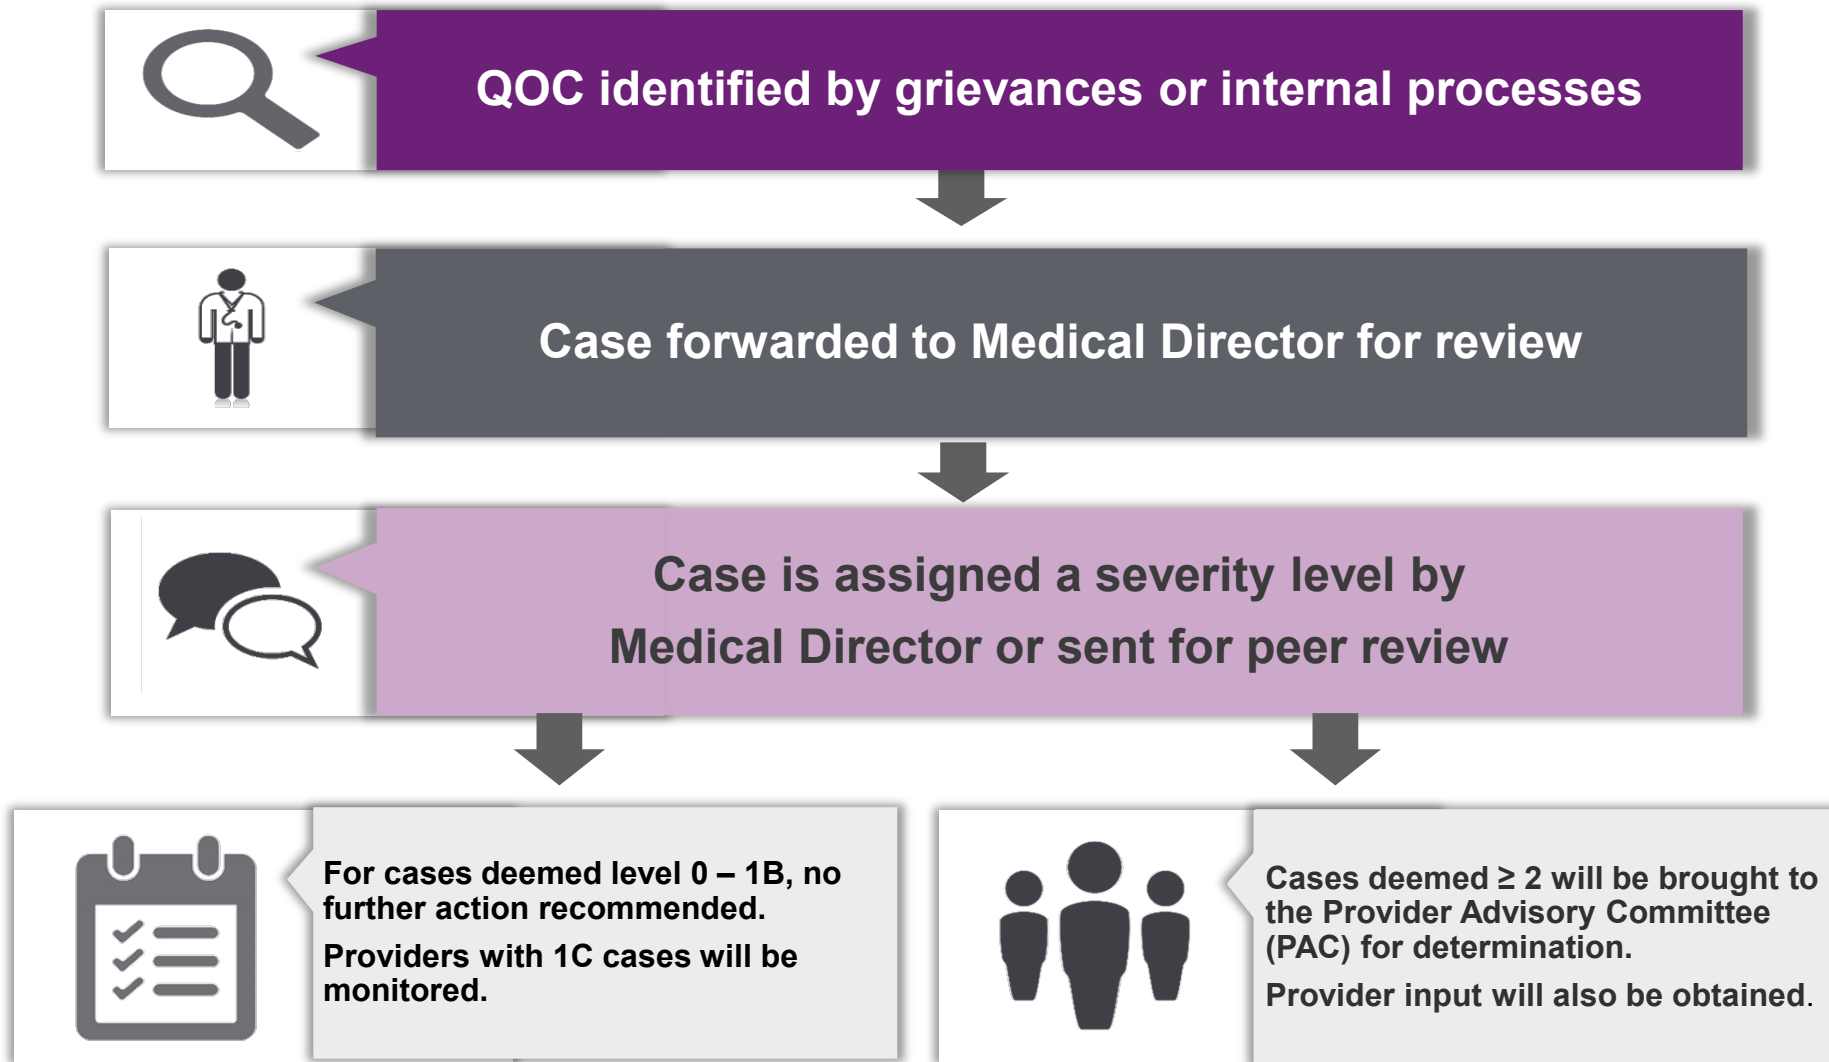 QOC identified by grievances or internal processes
Case forwarded to Medical Director for review
Case is assigned a severity level by
Medical Director or sent for peer review
For cases deemed level 0 – 1B, no
further action recommended.
Providers with 1C cases will be
monitored.
Cases deemed ≥ 2 will be brought to
the Provider Advisory Committee
(PAC) for determination.
Provider input will also be obtained.